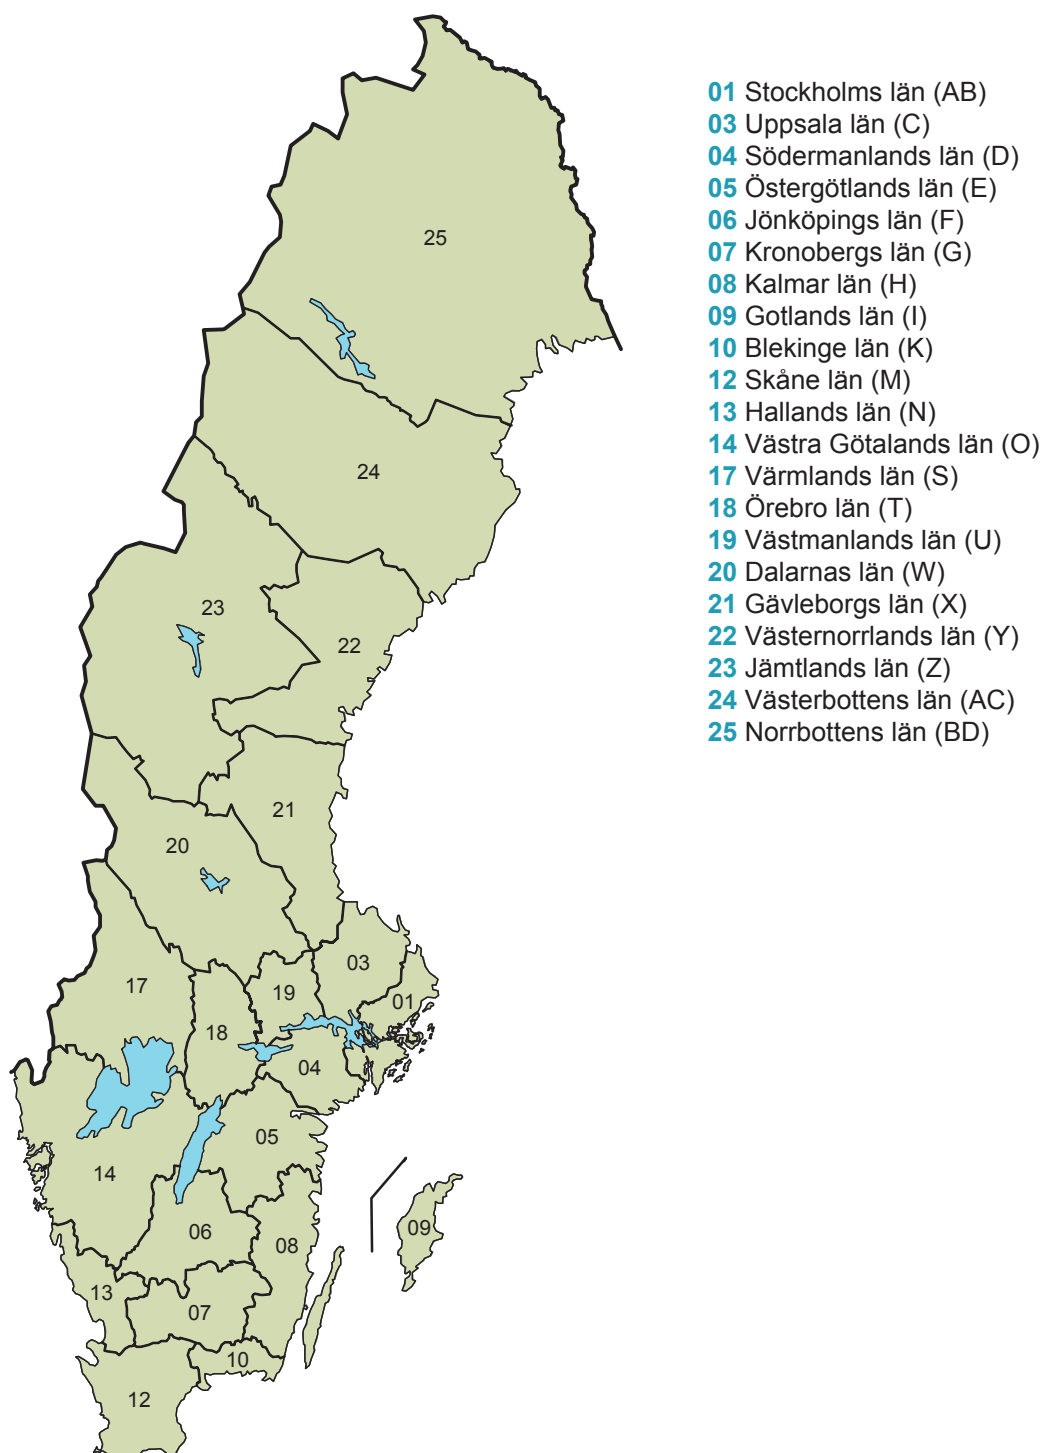 01 Stockholms län (AB)
03 Uppsala län (C)
04 Södermanlands län (D)
05 Östergötlands län (E)
06 Jönköpings län (F)
07 Kronobergs län (G)
08 Kalmar län (H)
09 Gotlands län (I)
10 Blekinge län (K)
12 Skåne län (M)
13 Hallands län (N)
14 Västra Götalands län (O)
17 Värmlands län (S)
18 Örebro län (T)
19 Västmanlands län (U)
20 Dalarnas län (W)
21 Gävleborgs län (X)
22 Västernorrlands län (Y)
23 Jämtlands län (Z)
24 Västerbottens län (AC)
25 Norrbottens län (BD)
25
24
23
22
21
20
03
17
19
01
18
04
05
14
09
06
08
13
07
10
12